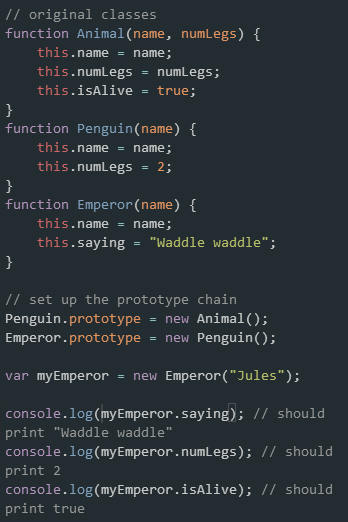 // original classes
function Animal(name, numLegs) {
    this.name = name;
    this.numLegs = numLegs;
    this.isAlive = true;
}
function Penguin(name) {
    this.name = name;
    this.numLegs = 2;
}
function Emperor(name) {
    this.name = name;
    this.saying = "Waddle waddle";
}

// set up the prototype chain
Penguin.prototype = new Animal();
Emperor.prototype = new Penguin();

var myEmperor = new Emperor("Jules");

console.log(myEmperor.saying); // should
print "Waddle waddle"
console.log(myEmperor.numLegs); // should
print 2
console.log(myEmperor.isAlive); // should
print true